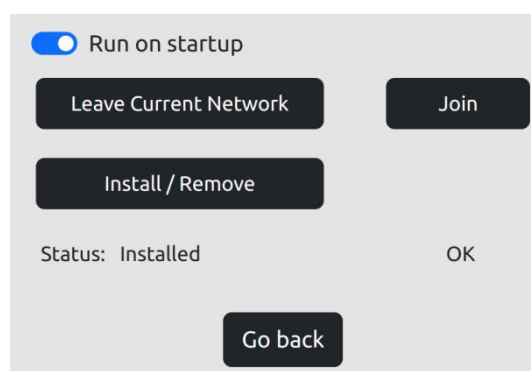 Run on startup
Leave Current Network Join
Install / Remove
Status: Installed OK
Go back